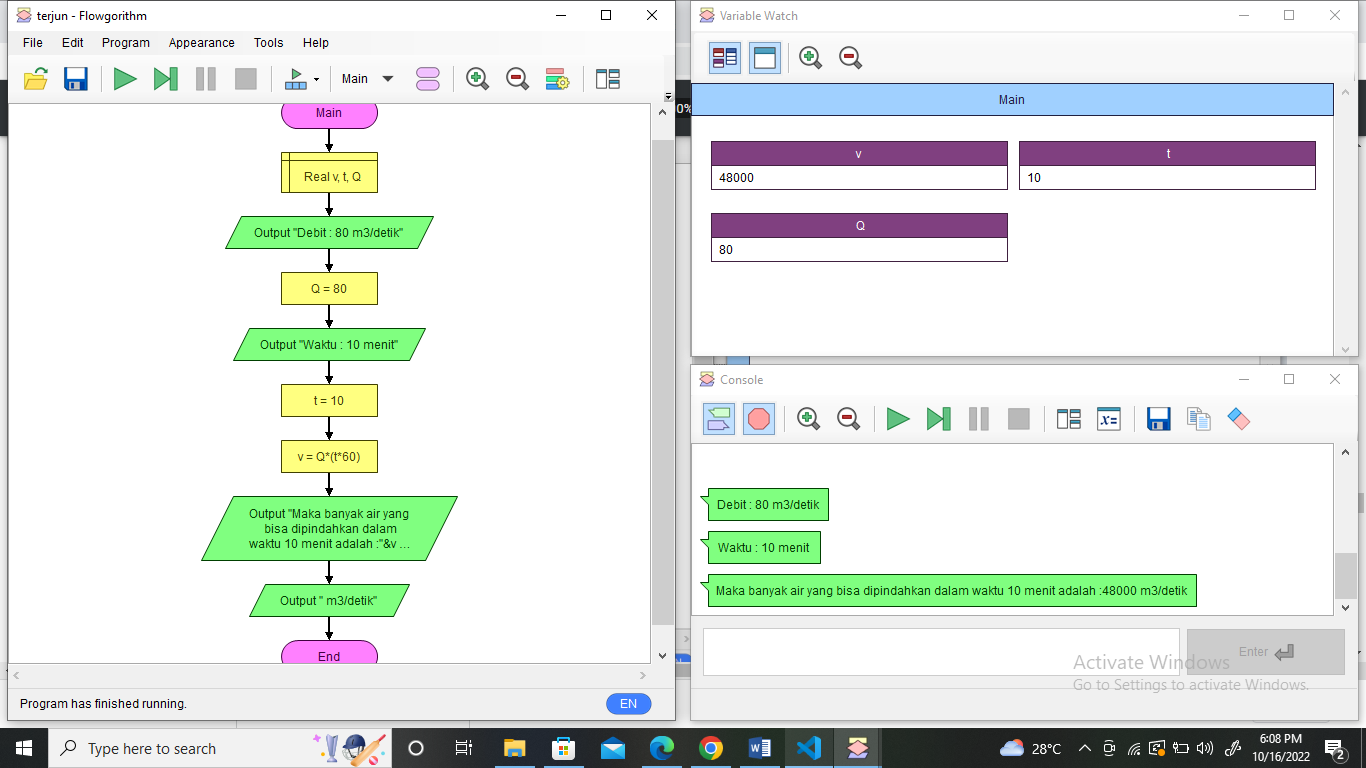 terjun - Flowgorithm
File Edit Program Appearance Tools Help
Main
Main
Real v, t, Q
Output "Debit : 80 m3/detik"
Q = 80
Output "Waktu : 10 menit"
t = 10
v = Q*(t*60)
Output "Maka banyak air yang
bisa dipindahkan dalam
waktu 10 menit adalah :"&v ...
Output " m3/detik"
End
Program has finished running.
EN
0%
Variable Watch
Main
v
48000
t
10
Q
80
Console
x=
Debit : 80 m3/detik
Waktu : 10 menit
Maka banyak air yang bisa dipindahkan dalam waktu 10 menit adalah :48000 m3/detik
Enter
Activate Windows
Go to Settings to activate Windows.
Type here to search
28°C
6:08 PM
10/16/2022
2